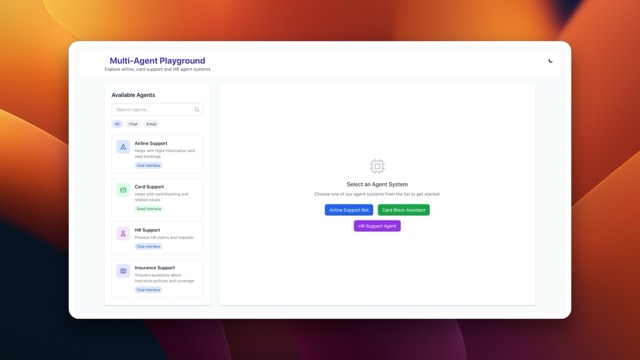 Multi-Agent Playground
Explore airline, card support and HR agent systems
Available Agents
Search agents...
All
Chat
Email
Airline Support
Helps with flight information and
seat bookings
Chat Interface
Card Support
Helps with card blocking and
related issues
Email Interface
HR Support
Process HR claims and requests
Chat Interface
Insurance Support
Answers questions about
insurance policies and coverage
Chat Interface
Select an Agent System
Choose one of our agent systems from the list to get started.
Airline Support Bot
Card Block Assistant
HR Support Agent